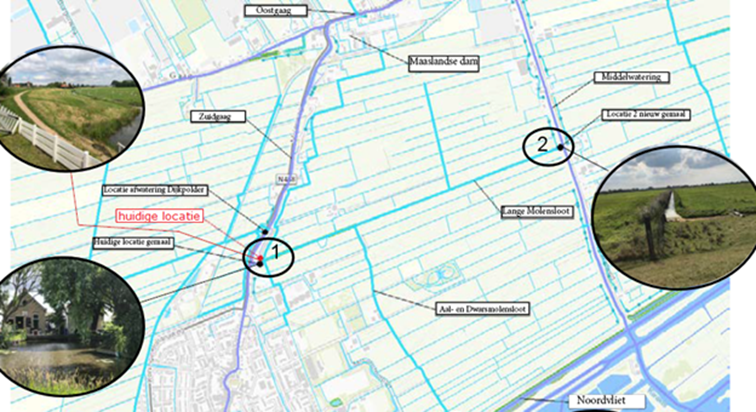 Oostgaag
Maaslandse dam
Gaag
Middelwatering
Zuidgaag
Locatie 2 nieuw gemaal
2
N468
Locatie afwatering Dijkpolder
huidige locatie
Lange Molensloot
Huidige locatie gemaal
1
Aal- en Dwarsmolensloot
Noordvliet